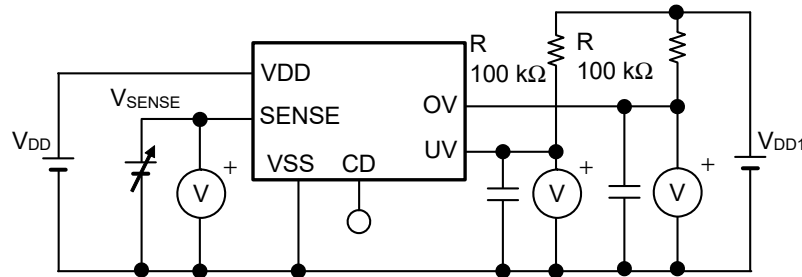 R
R
100 kΩ
100 kΩ
VDD
VSENSE
SENSE
OV
VDD
UV
VDD1
VSS
CD
+
V
+
V
+
V